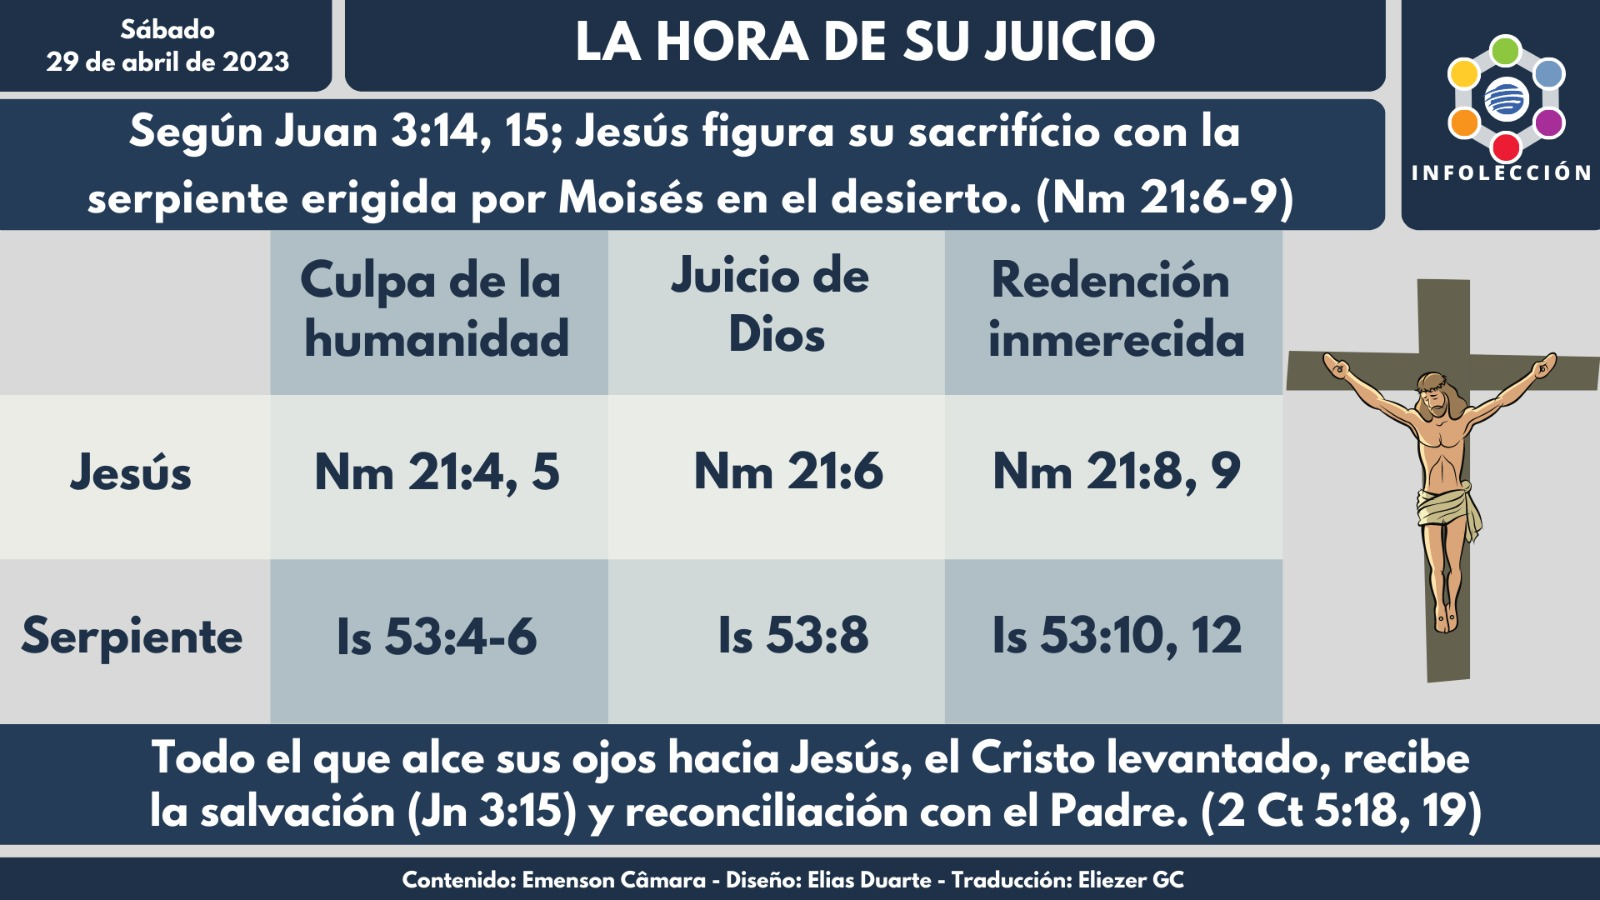 Sábado
29 de abril de 2023
LA HORA DE SU JUICIO
INFOLECCIÓN
Según Juan 3:14, 15; Jesús figura su sacrifício con la
serpiente erigida por Moisés en el desierto. (Nm 21:6-9)
Culpa de la
humanidad
Juicio de
Dios
Redención
inmerecida
Jesús
Nm 21:4, 5
Nm 21:6
Nm 21:8, 9
Serpiente
Is 53:4-6
Is 53:8
Is 53:10, 12
Todo el que alce sus ojos hacia Jesús, el Cristo levantado, recibe
la salvación (Jn 3:15) y reconciliación con el Padre. (2 Ct 5:18, 19)
Contenido: Emenson Câmara - Diseño: Elias Duarte - Traducción: Eliezer GC